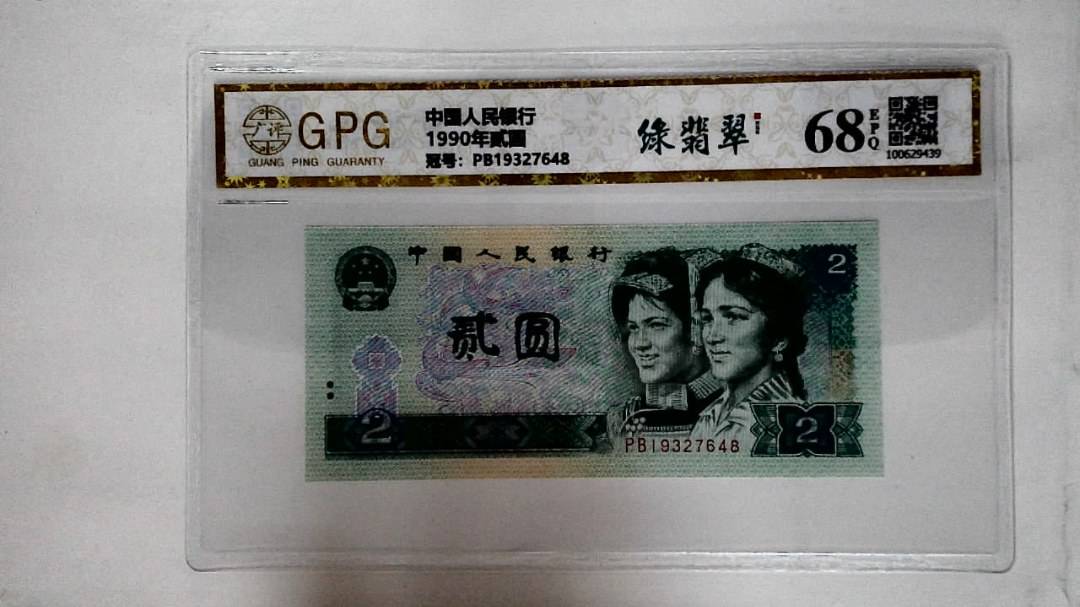 广评
GPG
GUANG PING GUARANTY
中国人民银行
1990年贰圆
冠号：PB19327648
绿翡翠
68
EPQ
100629439
中国人民银行
2
贰圆
2
PB19327648
2